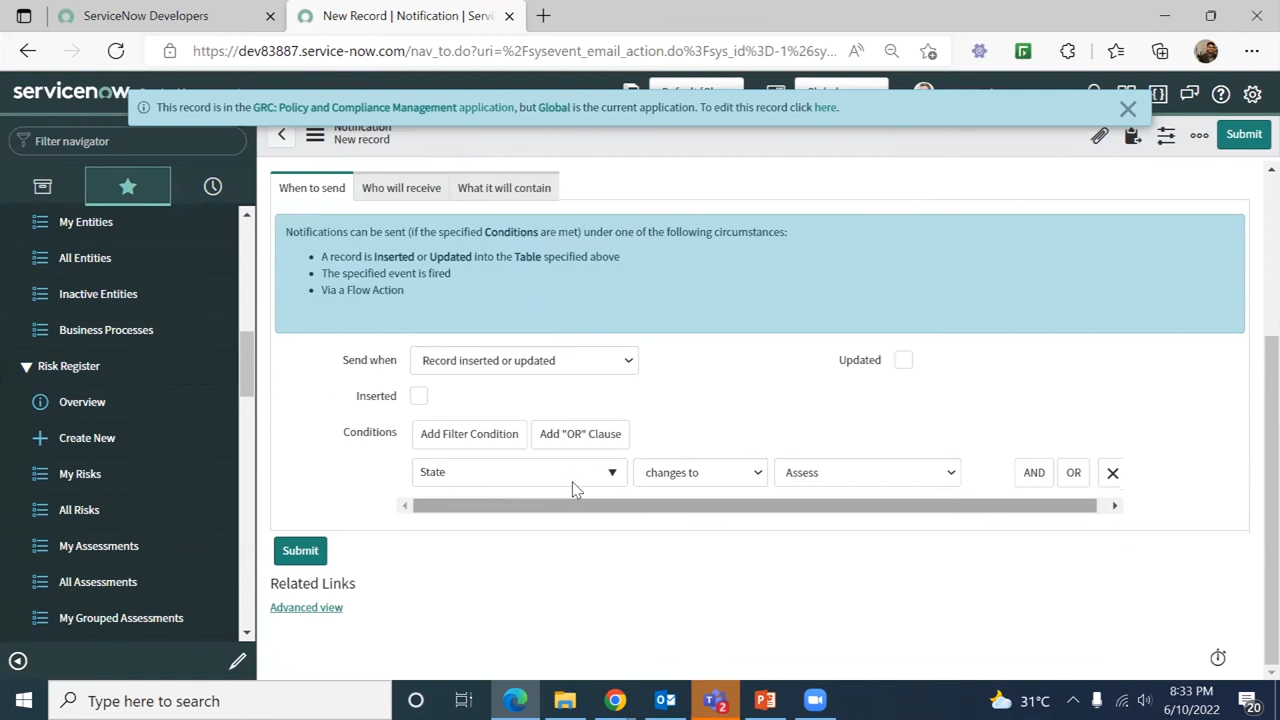 ServiceNow Developers
New Record | Notification | Servi
https://dev83887.service-now.com/nav_to.do?uri=%2Fsysevent_email_action.do%3Fsys_id%3D-1%26sy...
servicenow
This record is in the GRC: Policy and Compliance Management application, but Global is the current application. To edit this record click here.
Filter navigator
Notification
New record
Submit
When to send
Who will receive
What it will contain
My Entities
All Entities
Inactive Entities
Business Processes
Risk Register
Overview
Create New
My Risks
All Risks
My Assessments
All Assessments
My Grouped Assessments
Notifications can be sent (if the specified Conditions are met) under one of the following circumstances:
A record is Inserted or Updated into the Table specified above
The specified event is fired
Via a Flow Action
Send when
Record inserted or updated
Updated
Inserted
Conditions
Add Filter Condition
Add "OR" Clause
State
changes to
Assess
AND
OR
Submit
Related Links
Advanced view
Type here to search
2
31°C
8:33 PM
6/10/2022
20